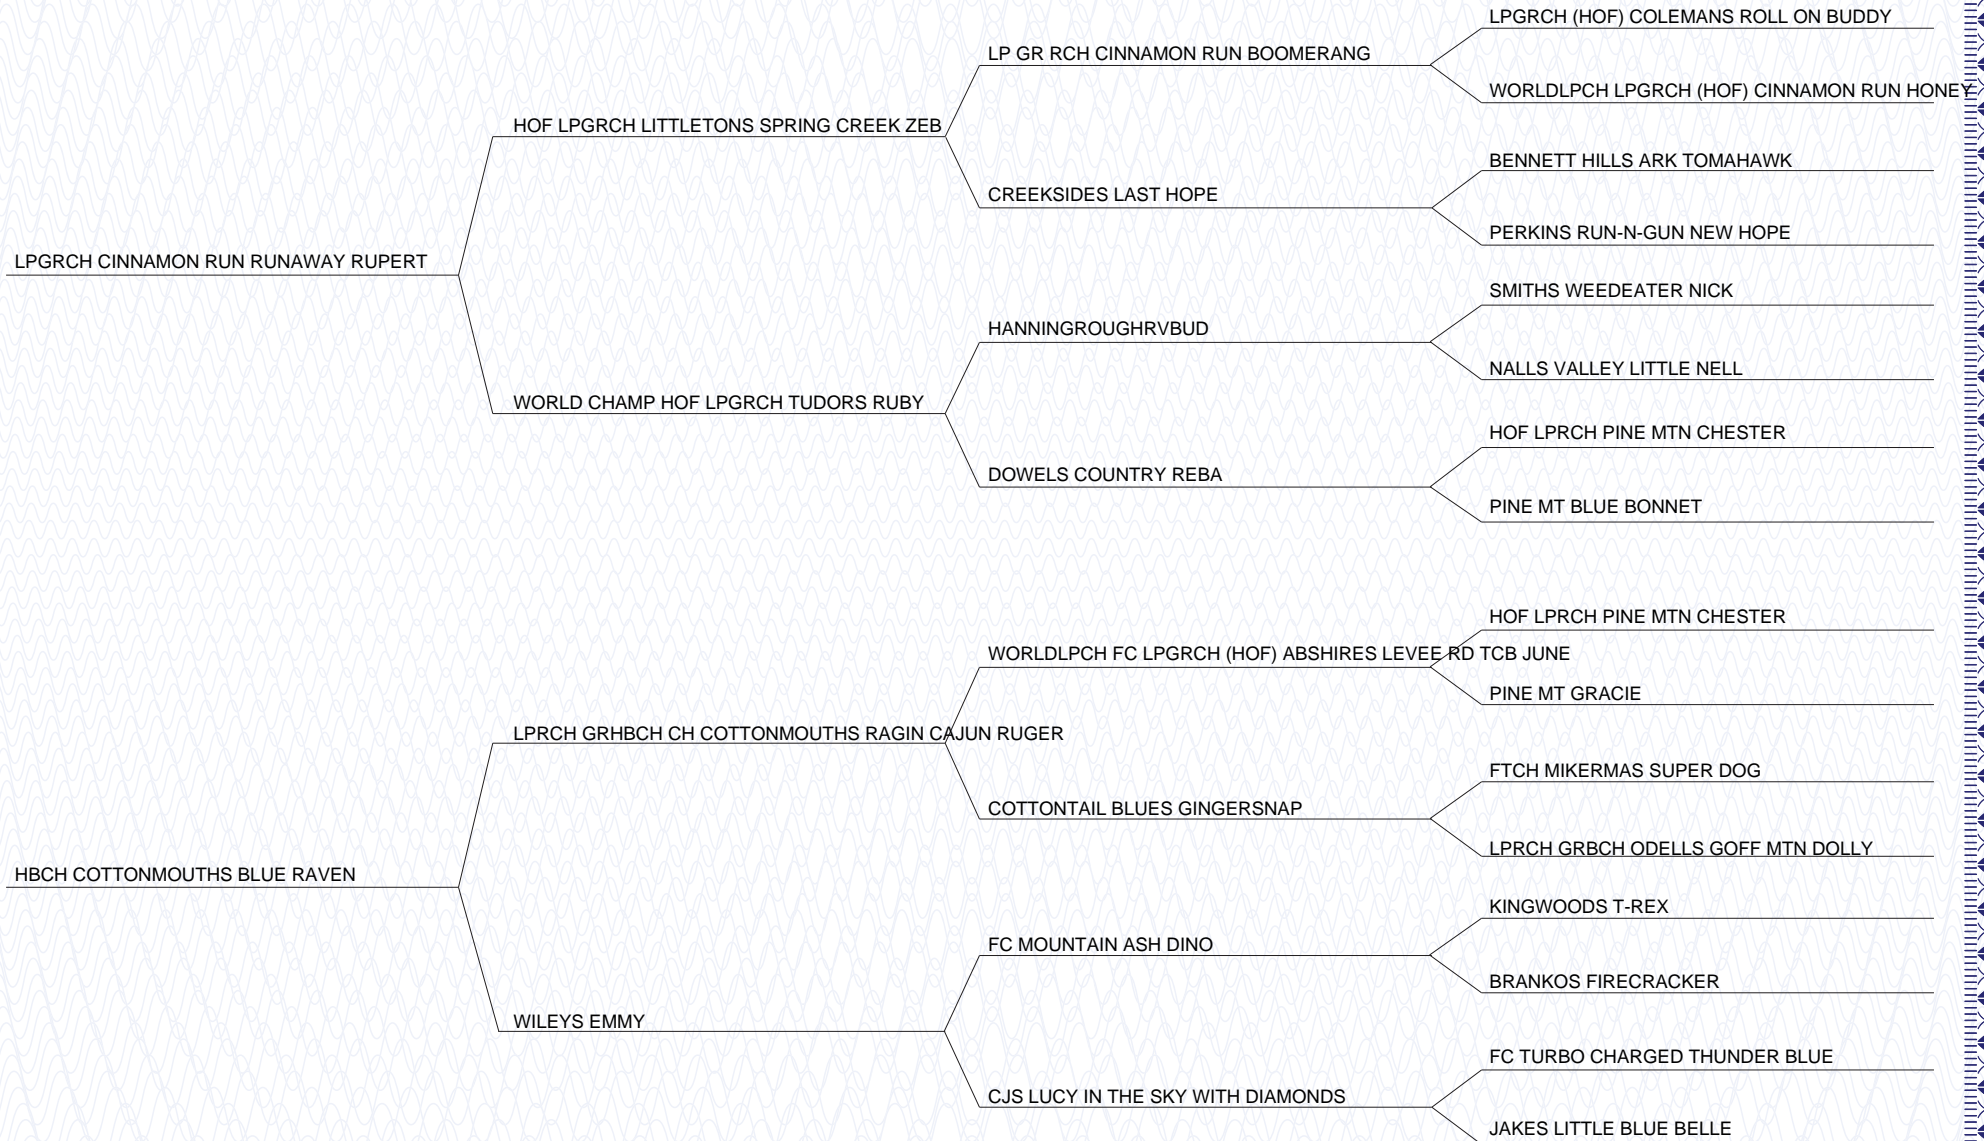 LPGRCH (HOF) COLEMANS ROLL ON BUDDY
LP GR RCH CINNAMON RUN BOOMERANG
WORLDLPCH LPGRCH (HOF) CINNAMON RUN HONEY
HOF LPGRCH LITTLETONS SPRING CREEK ZEB
BENNETT HILLS ARK TOMAHAWK
CREEKSIDES LAST HOPE
PERKINS RUN-N-GUN NEW HOPE
LPGRCH CINNAMON RUN RUNAWAY RUPERT
SMITHS WEEDEATER NICK
HANNINGROUGHRVBUD
NALLS VALLEY LITTLE NELL
WORLD CHAMP HOF LPGRCH TUDORS RUBY
HOF LPRCH PINE MTN CHESTER
DOWELS COUNTRY REBA
PINE MT BLUE BONNET
HOF LPRCH PINE MTN CHESTER
WORLDLPCH FC LPGRCH (HOF) ABSHIRES LEVEE RD TCB JUNE
PINE MT GRACIE
LPRCH GRHBCH CH COTTONMOUTHS RAGIN CAJUN RUGER
FTCH MIKERMAS SUPER DOG
COTTONTAIL BLUES GINGERSNAP
LPRCH GRBCH ODELLS GOFF MTN DOLLY
HBCH COTTONMOUTHS BLUE RAVEN
KINGWOODS T-REX
FC MOUNTAIN ASH DINO
BRANKOS FIRECRACKER
WILEYS EMMY
FC TURBO CHARGED THUNDER BLUE
CJS LUCY IN THE SKY WITH DIAMONDS
JAKES LITTLE BLUE BELLE